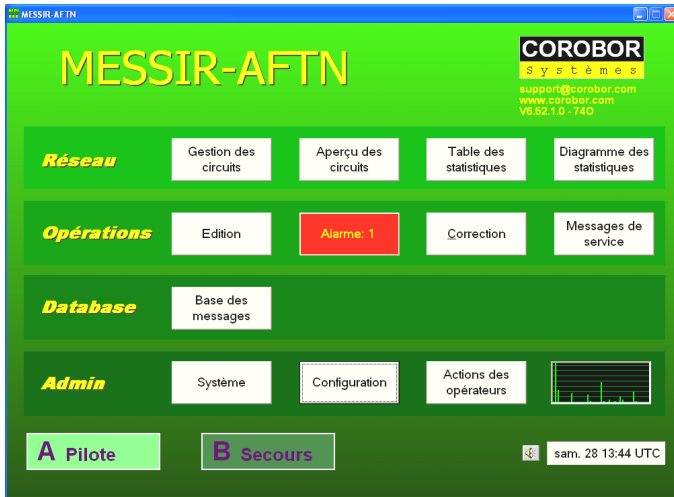 MESSIR-AFTN
MESSIR-AFTN
COROBOR
Systèmes
support@corobor.com
www.corobor.com
V6.52.1.0 - 740
Réseau
Gestion des
circuits
Aperçu des
circuits
Table des
statistiques
Diagramme des
statistiques
Opérations
Edition
Alarme: 1
Correction
Messages de
service
Database
Base des
messages
Admin
Système
Configuration
Actions des
opérateurs
A Pilote
B Secours
sam. 28 13:44 UTC